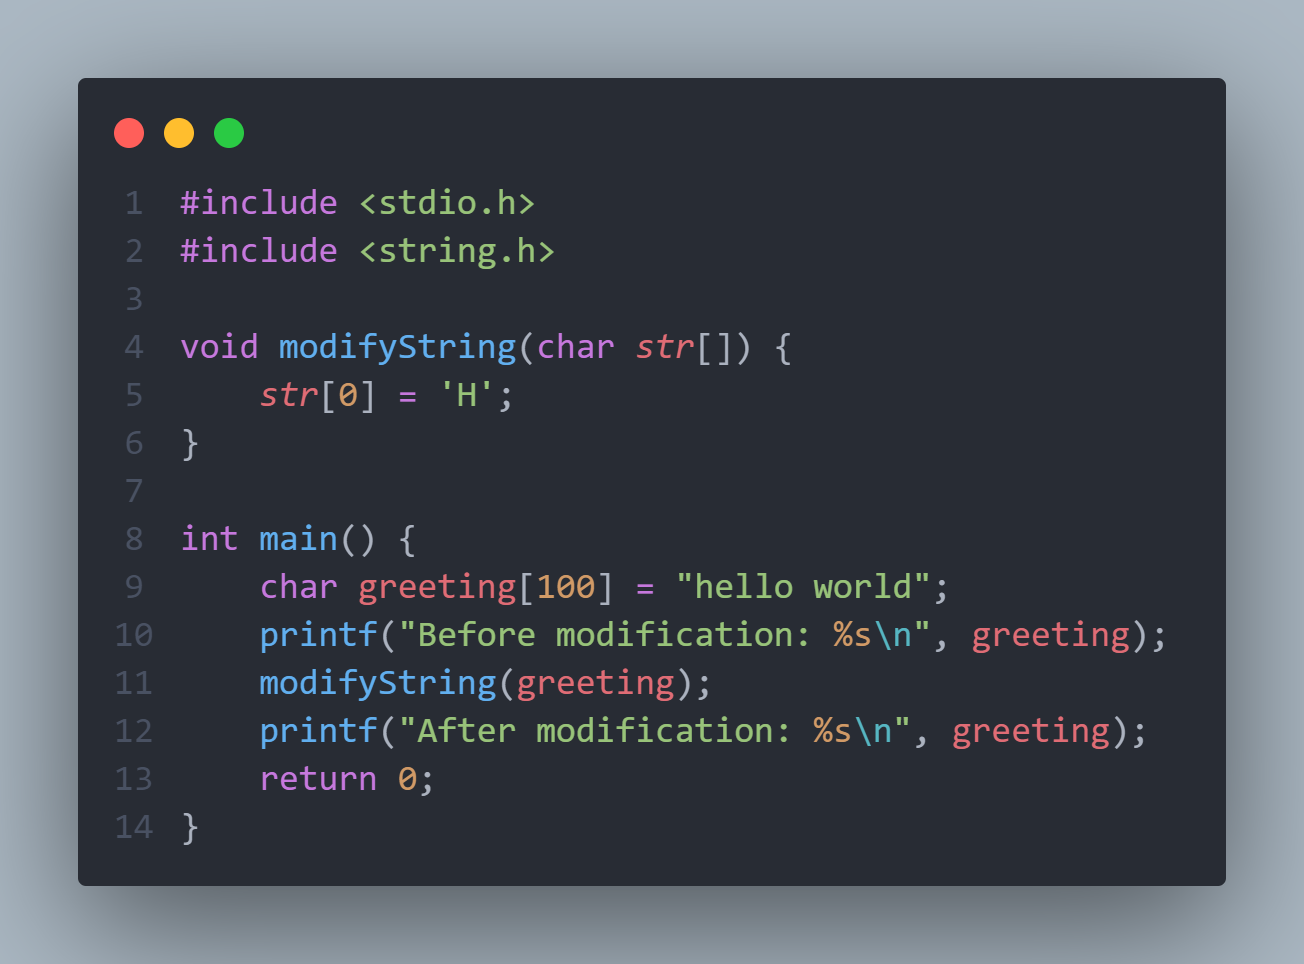 1 #include <stdio.h>
2 #include <string.h>
3
4 void modifyString(char str[]) {
5     str[0] = 'H';
6 }
7
8 int main() {
9     char greeting[100] = "hello world";
10     printf("Before modification: %s\n", greeting);
11     modifyString(greeting);
12     printf("After modification: %s\n", greeting);
13     return 0;
14 }